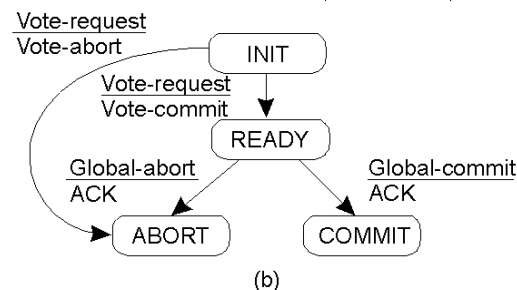 Vote-request
Vote-abort
INIT
Vote-request
Vote-commit
READY
Global-abort
ACK
Global-commit
ACK
ABORT
COMMIT
(b)